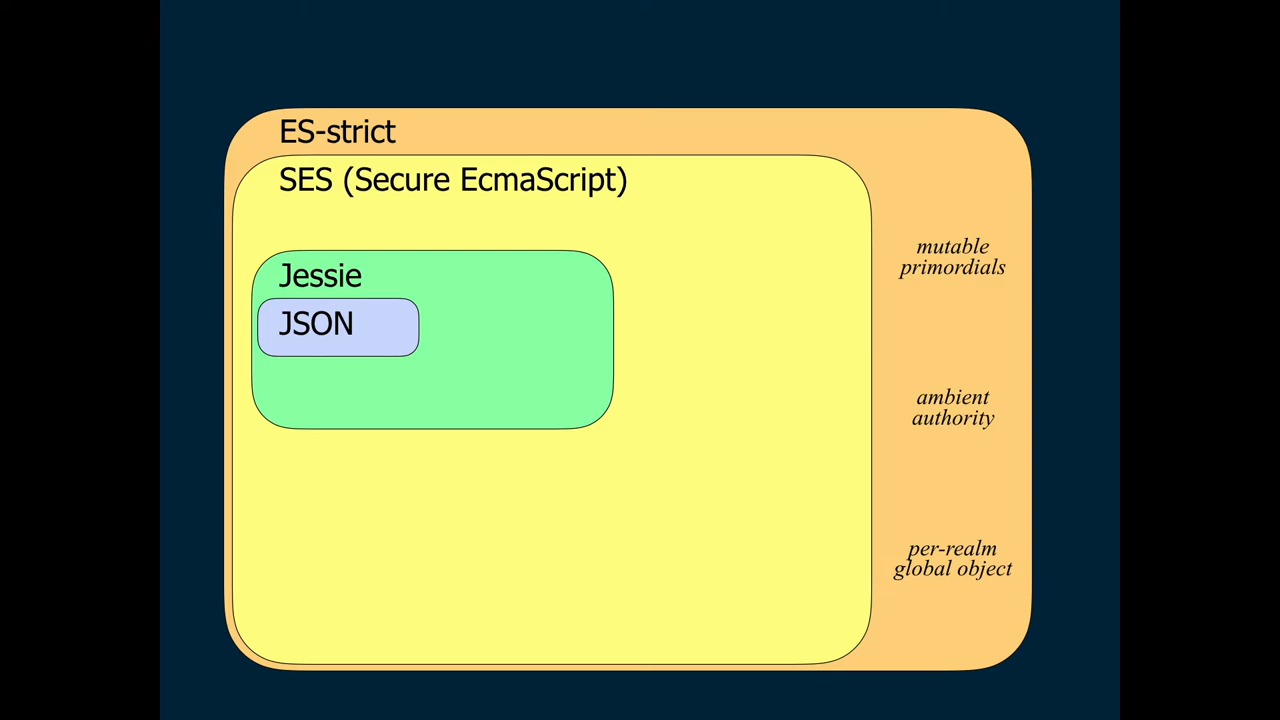 ES-strict
SES (Secure EcmaScript)
Jessie
JSON
mutable
primordials
ambient
authority
per-realm
global object